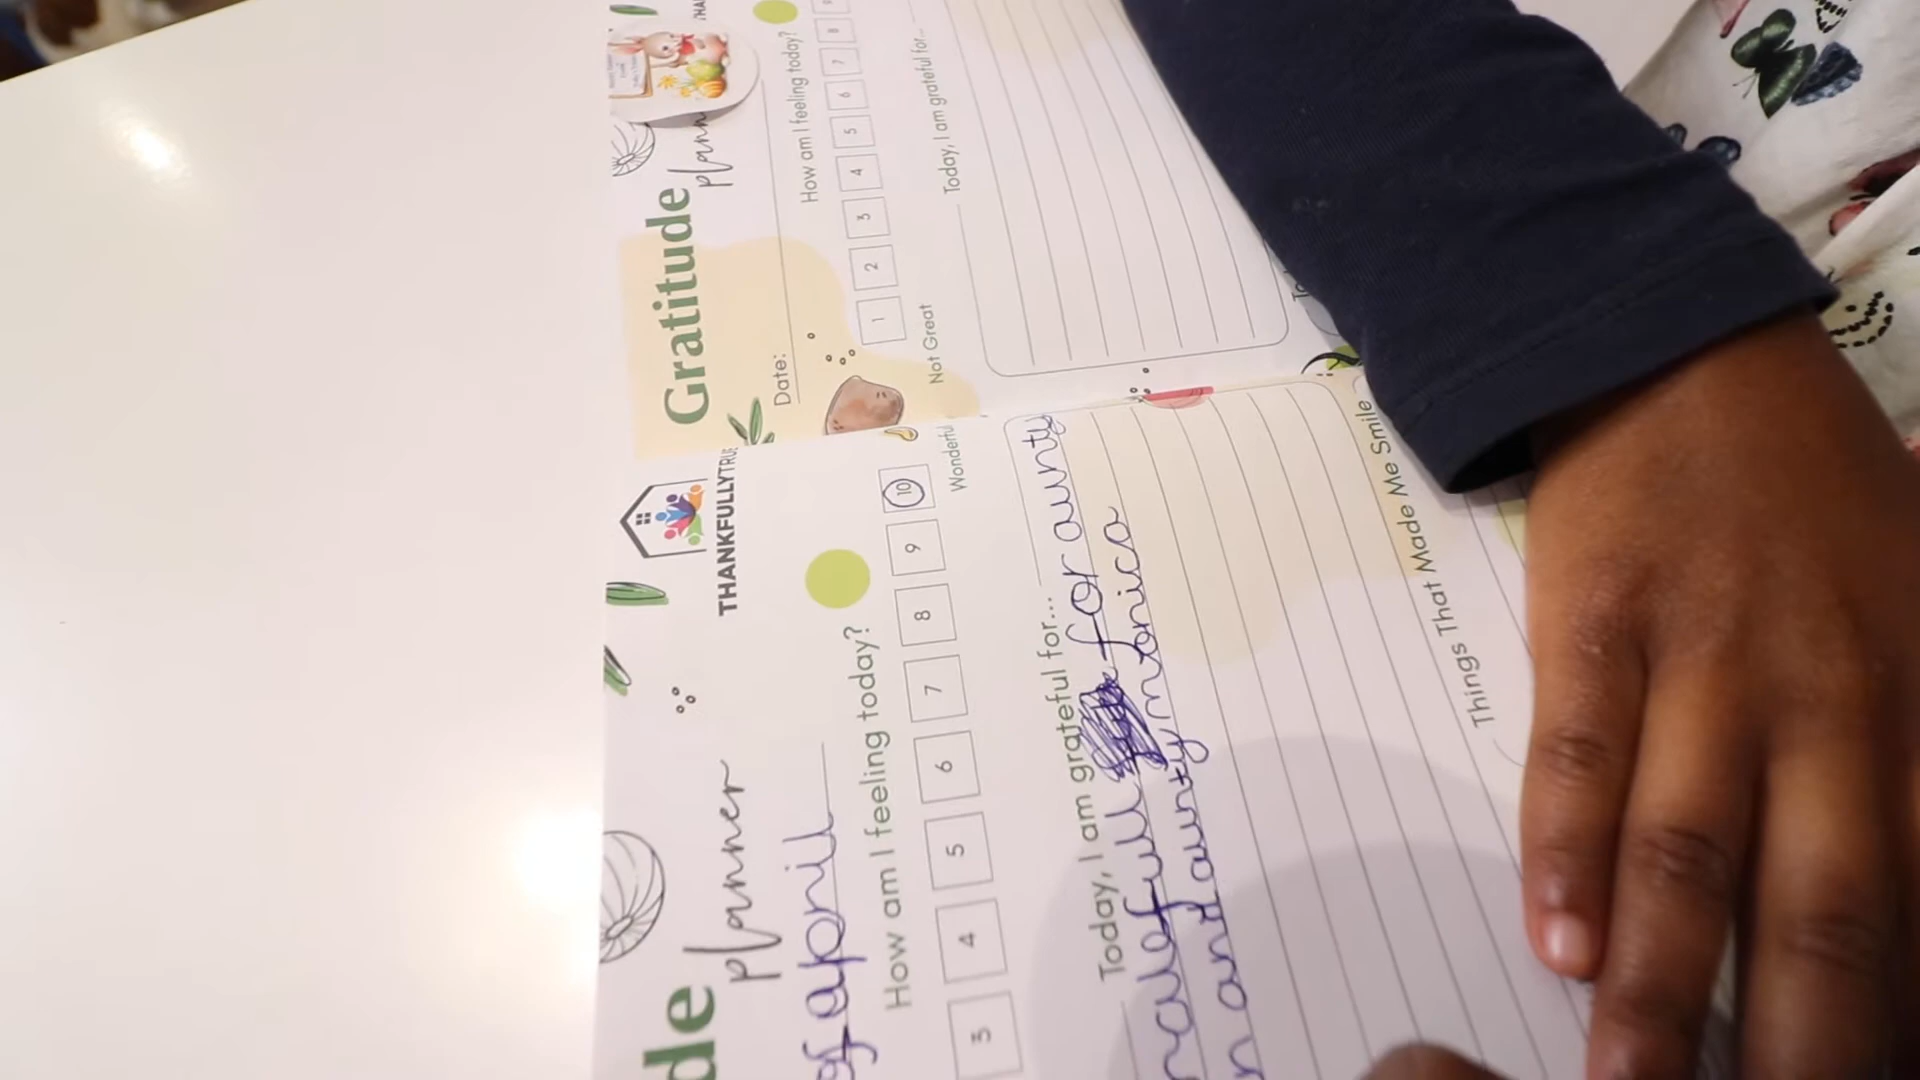 de
planner
THANKFULLYTRU
of april
How am I feeling today?
3 4 5 6 7 8 9 10
Wonderful
Today, I am grateful for...
for aunty
and aunty monica
Things That Made Me Smile
Gratitude
plann
Date:
How am I feeling today?
1 2 3 4 5 6 7 8
Not Great
Today, I am grateful for...